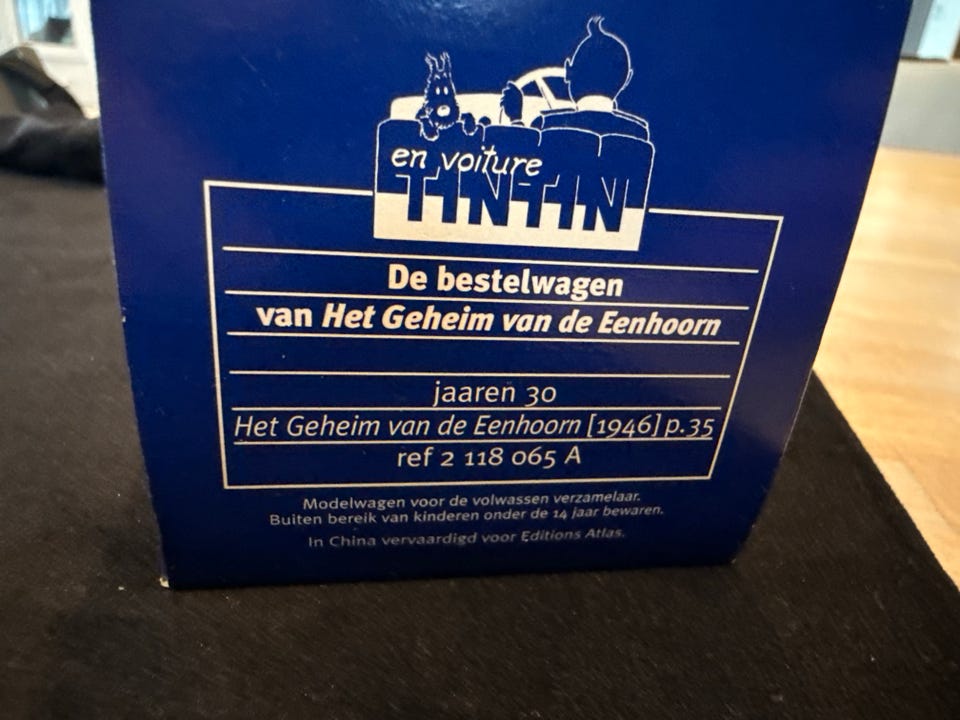 en voiture
TINTIN
De bestelwagen
van Het Geheim van de Eenhoorn
jaaren 30
Het Geheim van de Eenhoorn [1946] p.35
ref 2 118 065 A
Modelwagen voor de volwassen verzamelaar.
Buiten bereik van kinderen onder de 14 jaar bewaren.
In China vervaardigd voor Editions Atlas.